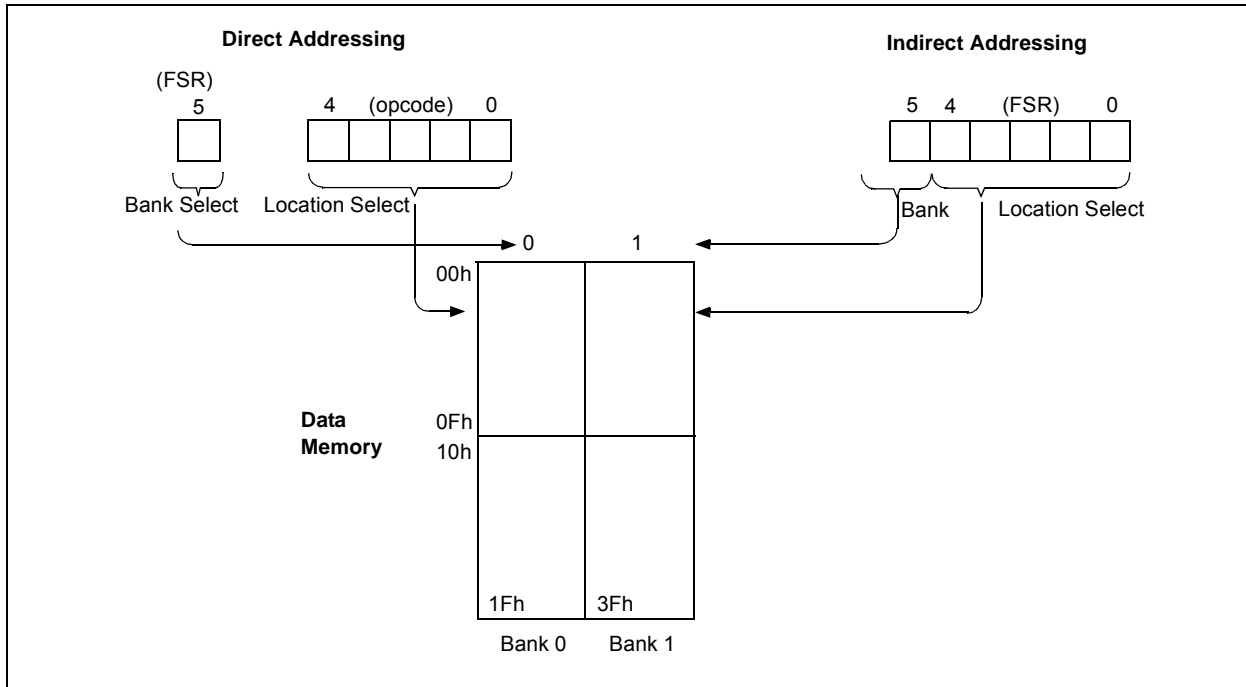 Direct Addressing
Indirect Addressing
(FSR)
5
4 (opcode) 0
5 4 (FSR) 0
Bank Select
Location Select
Bank
Location Select
0 1
00h
Data
Memory
0Fh
10h
1Fh
3Fh
Bank 0
Bank 1